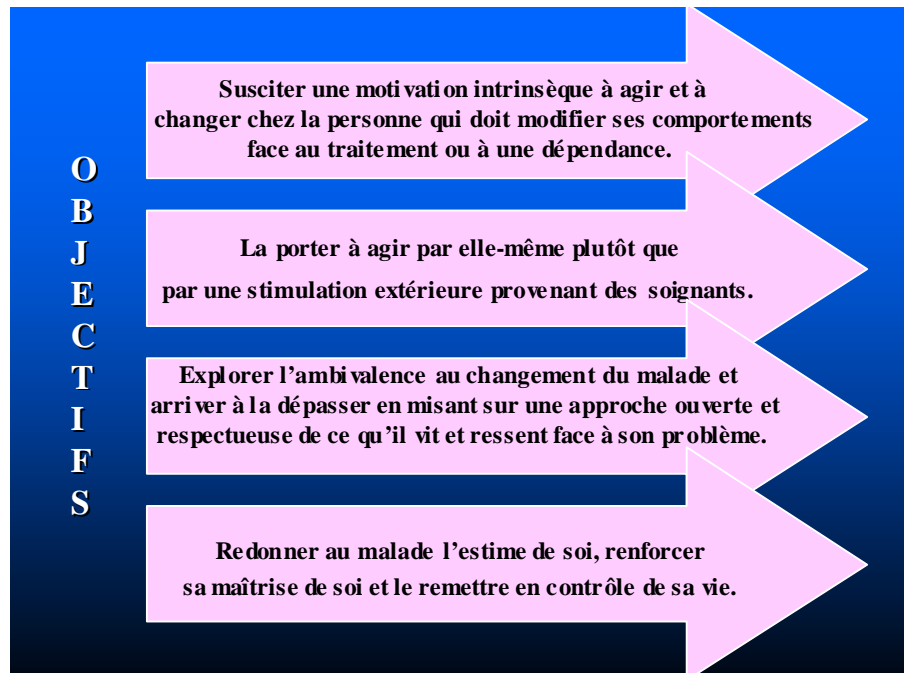 OBJECTIFS
Susciter une motivation intrinsèque à agir et à
changer chez la personne qui doit modifier ses comportements
face au traitement ou à une dépendance.
La porter à agir par elle-même plutôt que
par une stimulation extérieure provenant des soignants.
Explorer l’ambivalence au changement du malade et
arriver à la dépasser en misant sur une approche ouverte et
respectueuse de ce qu’il vit et ressent face à son problème.
Redonner au malade l’estime de soi, renforcer
sa maîtrise de soi et le remettre en contrôle de sa vie.